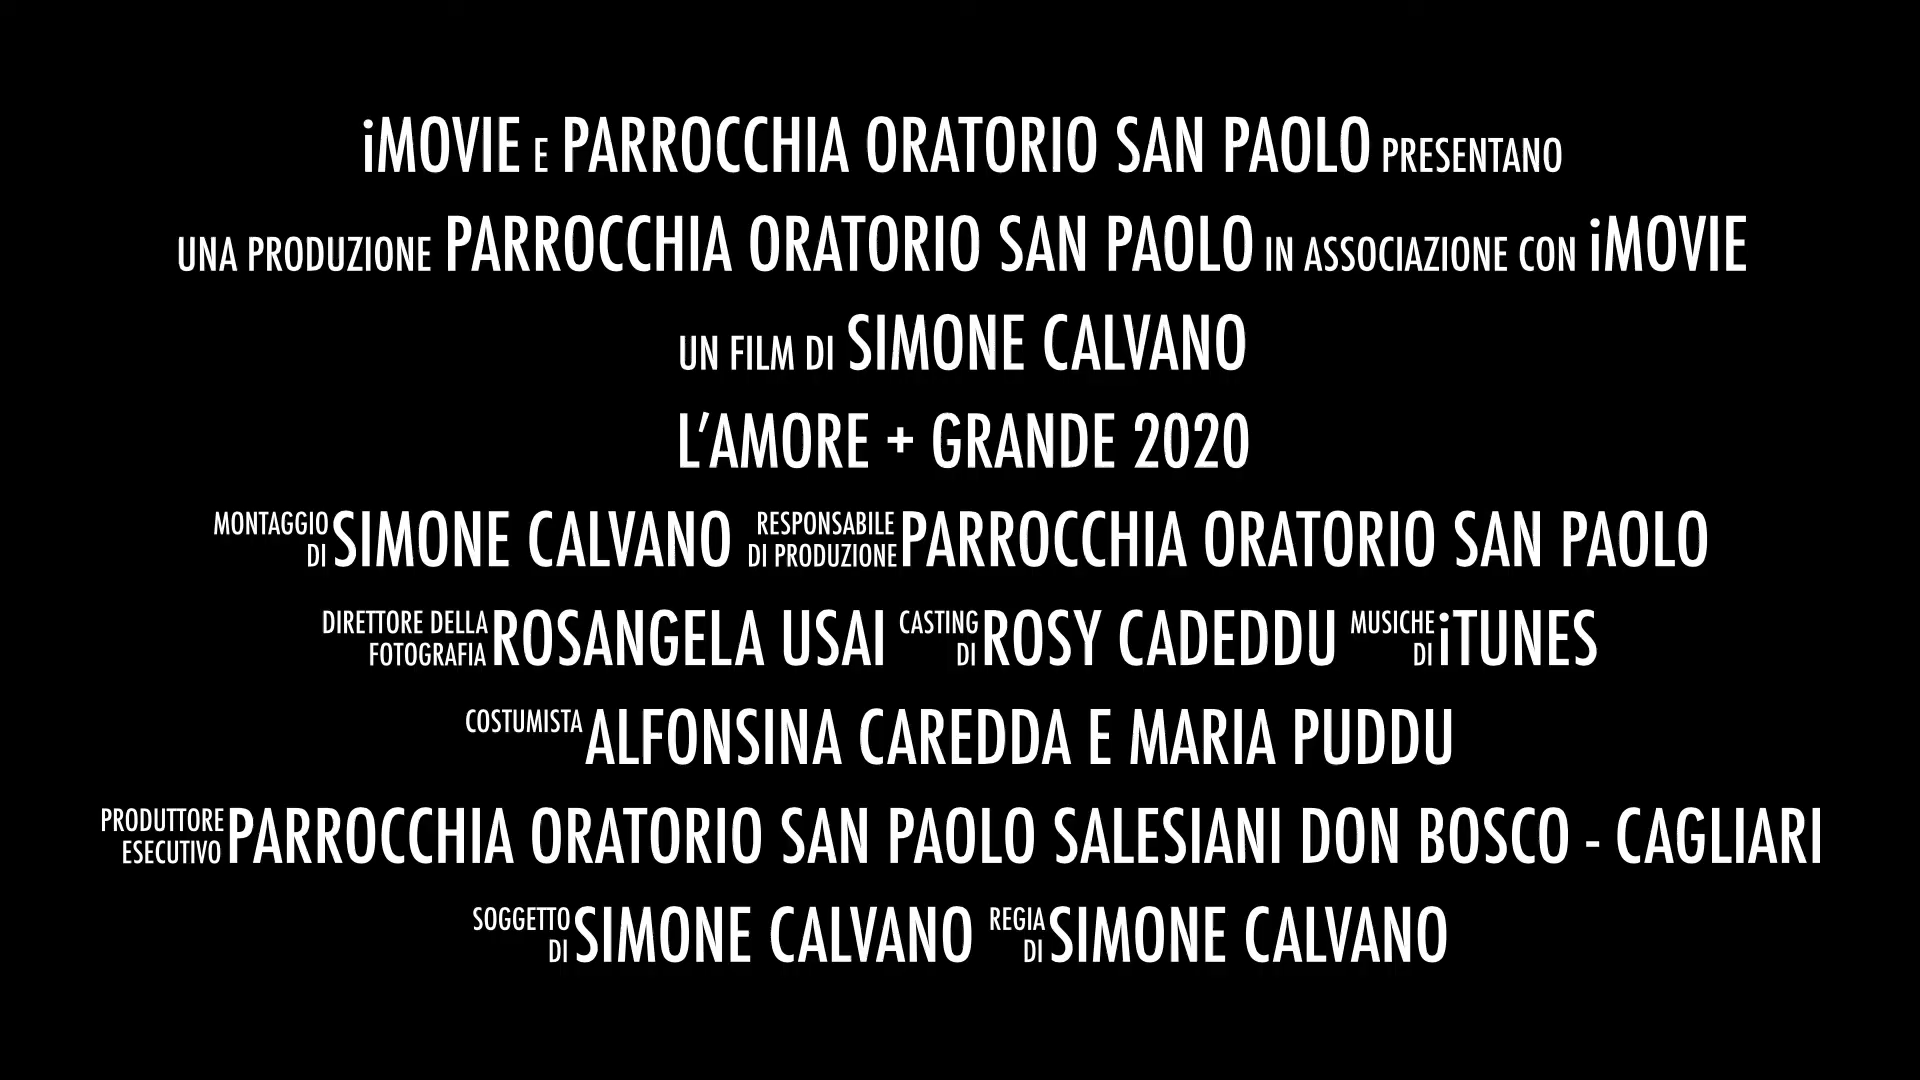 iMOVIE E PARROCCHIA ORATORIO SAN PAOLO PRESENTANO
UNA PRODUZIONE PARROCCHIA ORATORIO SAN PAOLO IN ASSOCIAZIONE CON iMOVIE
UN FILM DI SIMONE CALVANO
L'AMORE + GRANDE 2020
MONTAGGIO DI SIMONE CALVANO RESPONSABILE DI PRODUZIONE PARROCCHIA ORATORIO SAN PAOLO
DIRETTORE DELLA FOTOGRAFIA ROSANGELA USAI CASTING DI ROSY CADEDDU MUSICHE DI iTUNES
COSTUMISTA ALFONSINA CAREDDA E MARIA PUDDU
PRODUTTORE ESECUTIVO PARROCCHIA ORATORIO SAN PAOLO SALESIANI DON BOSCO - CAGLIARI
SOGGETTO DI SIMONE CALVANO REGIA DI SIMONE CALVANO